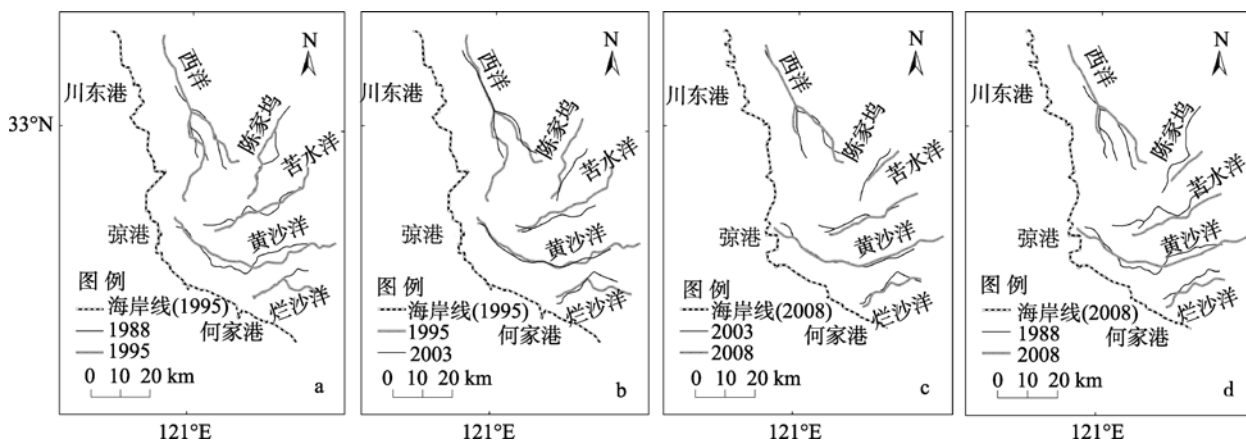 N
西洋
川东港
33°N
陈家坞
苦水洋
弶港
黄沙洋
图 例
海岸线(1995)
烂沙洋
1988
何家港
1995
0 10 20 km
a
121°E
N
西洋
川东港
陈家坞
苦水洋
弶港
黄沙洋
图 例
海岸线(1995)
烂沙洋
1995
何家港
2003
0 10 20 km
b
121°E
N
西洋
川东港
陈家坞
苦水洋
弶港
黄沙洋
图 例
海岸线(2008)
烂沙洋
2003
何家港
2008
0 10 20 km
c
121°E
N
西洋
川东港
陈家坞
苦水洋
弶港
黄沙洋
图 例
海岸线(2008)
烂沙洋
1988
何家港
2008
0 10 20 km
d
121°E